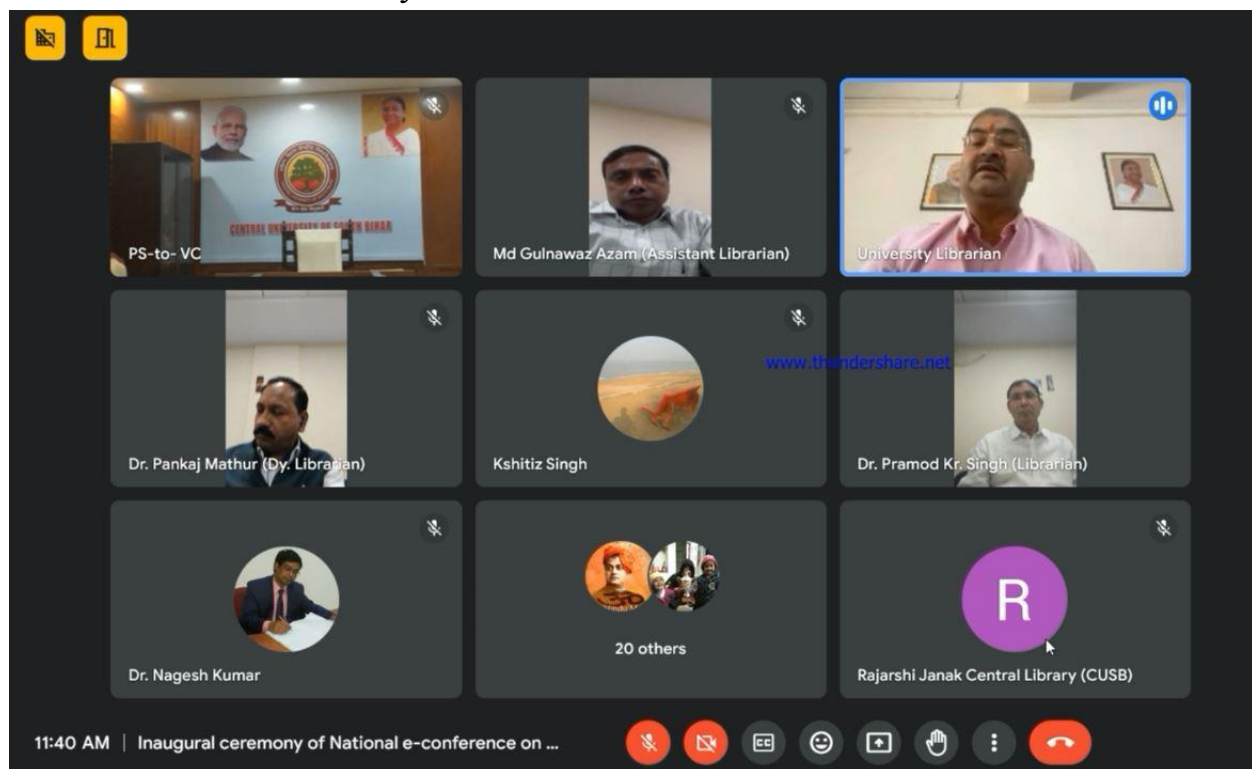 CENTRAL UNIVERSITY OF SOUTH BIHAR
PS-to- VC
Md Gulnawaz Azam (Assistant Librarian)
University Librarian
www.thundershare.net
Dr. Pankaj Mathur (Dy. Librarian)
Kshitiz Singh
Dr. Pramod Kr. Singh (Librarian)
R
20 others
Dr. Nagesh Kumar
Rajarshi Janak Central Library (CUSB)
11:40 AM | Inaugural ceremony of National e-conference on ...
CC